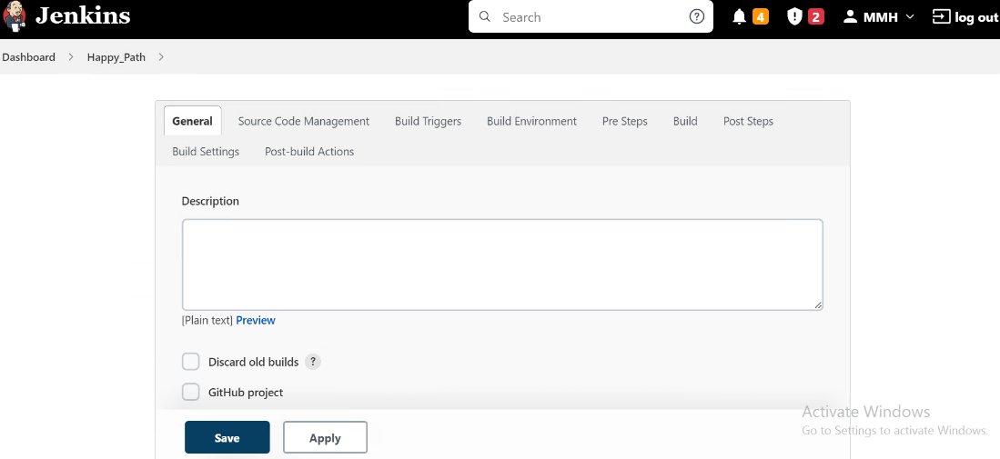 Jenkins
Search ? 4 2 MMH log out
Dashboard > Happy_Path >
General Source Code Management Build Triggers Build Environment Pre Steps Build Post Steps
Build Settings Post-build Actions
Description
[Plain text] Preview
Discard old builds ?
GitHub project
Activate Windows
Go to Settings to activate Windows.
Save Apply